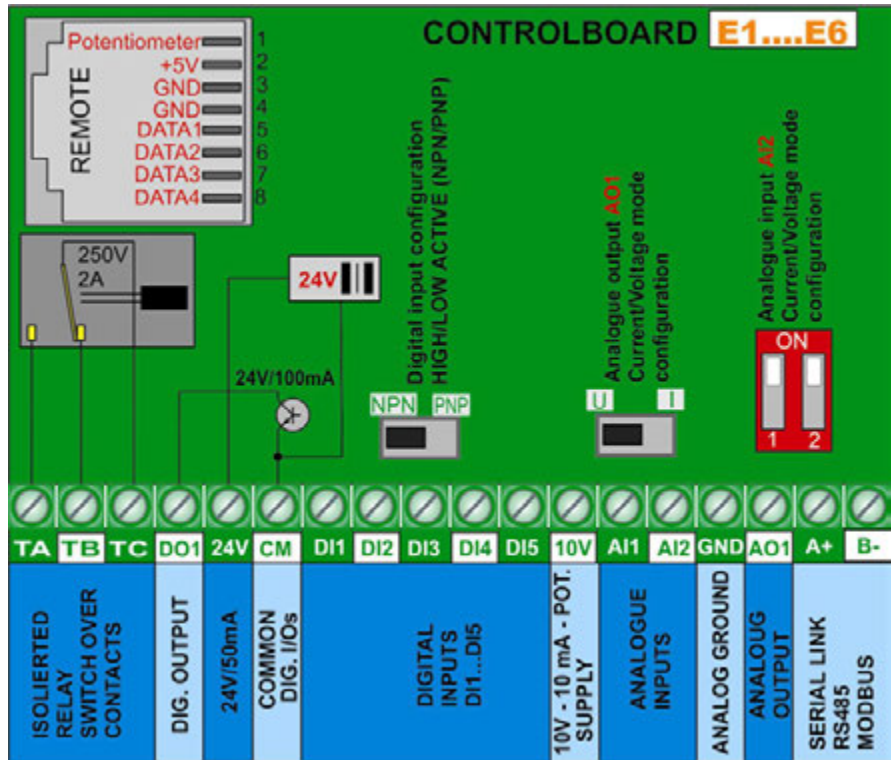 CONTROLBOARD E1....E6
REMOTE
Potentiometer 1
+5V 2
GND 3
GND 4
DATA1 5
DATA2 6
DATA3 7
DATA4 8
250V
2A
24V
24V/100mA
Digital input configuration
HIGH/LOW ACTIVE (NPN/PNP)
NPN PNP
Analogue output AO1
Current/Voltage mode
configuration
U I
Analogue input AI2
Current/Voltage mode
configuration
ON
1 2
TA TB TC DO1 24V CM DI1 DI2 DI3 DI4 DI5 10V AI1 AI2 GND AO1 A+ B-
ISOLIERTED
RELAY
SWITCH OVER
CONTACTS
DIG. OUTPUT
24V/50mA
COMMON
DIG. I/Os
DIGITAL
INPUTS
DI1...DI5
10V - 10 mA - POT.
SUPPLY
ANALOGUE
INPUTS
ANALOG GROUND
ANALOUG
OUTPUT
SERIAL LINK
RS485
MODBUS